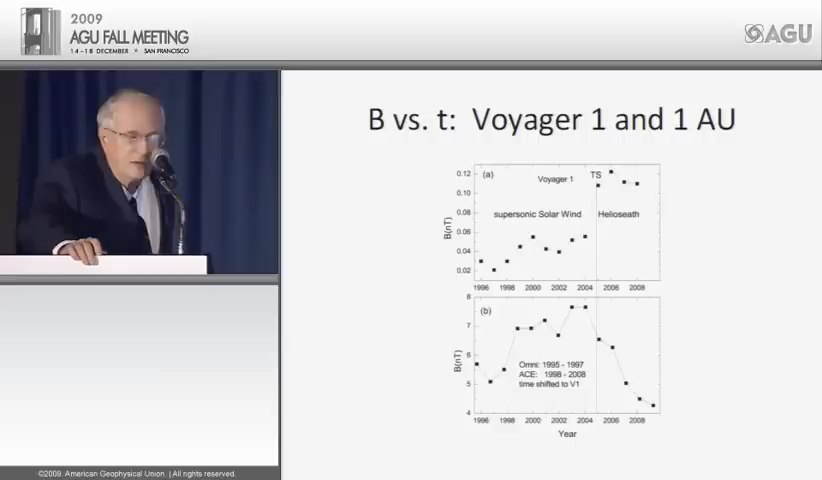 2009
AGU FALL MEETING
14 - 18 DECEMBER • SAN FRANCISCO
AGU
B vs. t: Voyager 1 and 1 AU
(a)
Voyager 1
TS
supersonic Solar Wind
Helioseath
B(nT)
0.12
0.10
0.08
0.06
0.04
0.02
1996 1998 2000 2002 2004 2006 2008
(b)
Omni: 1995 - 1997
ACE: 1998 - 2008
time shifted to V1
B(nT)
8
7
6
5
4
1996 1998 2000 2002 2004 2006 2008
Year
©2009. American Geophysical Union. | All rights reserved.